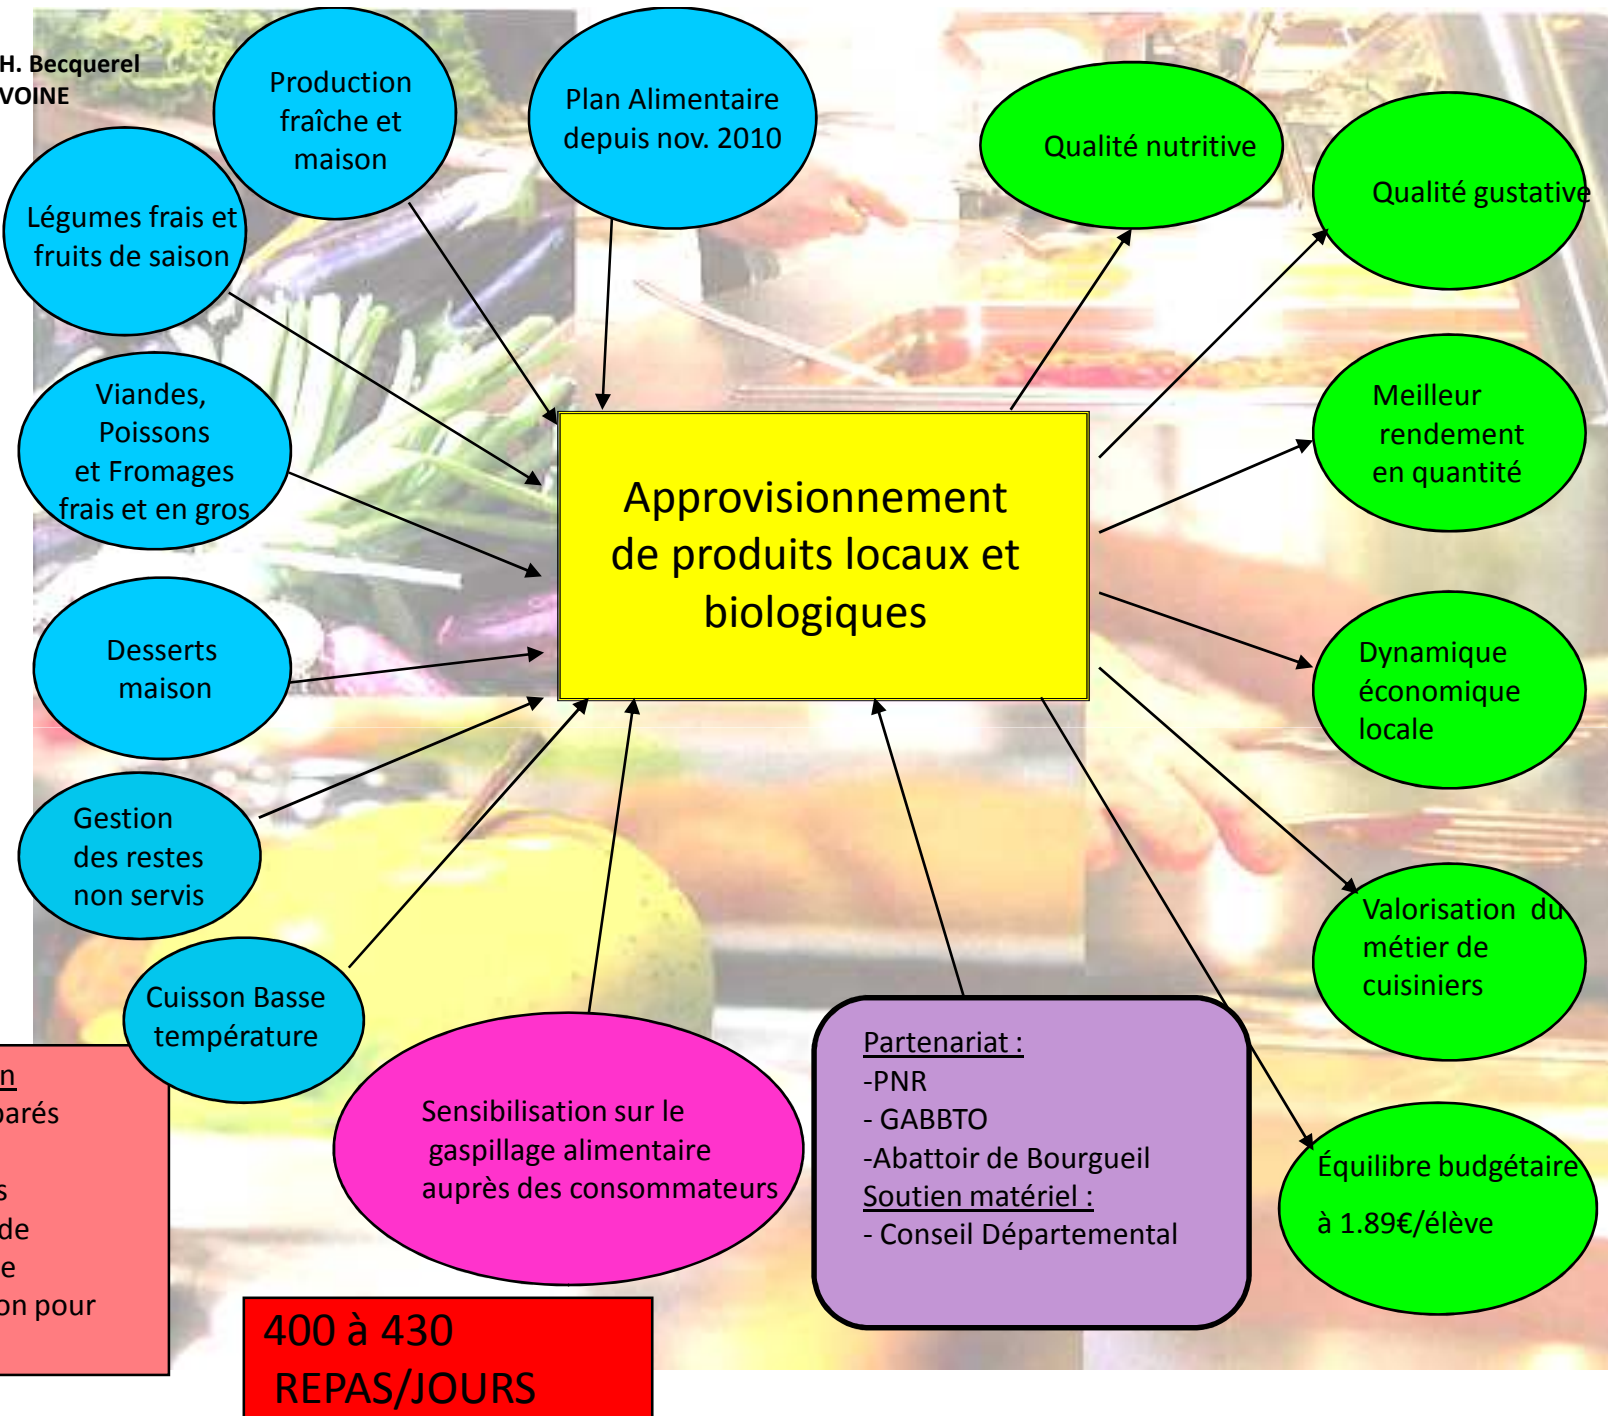 H. Becquerel
VOINE
Production
fraîche et
maison
Plan Alimentaire
depuis nov. 2010
Qualité nutritive
Qualité gustative
Légumes frais et
fruits de saison
Viandes,
Poissons
et Fromages
frais et en gros
Meilleur
rendement
en quantité
Approvisionnement
de produits locaux et
biologiques
Desserts
maison
Dynamique
économique
locale
Gestion
des restes
non servis
Valorisation du
métier de
cuisiniers
Cuisson Basse
température
n
parés
s
de
e
on pour
Sensibilisation sur le
gaspillage alimentaire
auprès des consommateurs
Partenariat :
-PNR
- GABBTO
-Abattoir de Bourgueil
Soutien matériel :
- Conseil Départemental
Équilibre budgétaire
à 1.89€/élève
400 à 430
REPAS/JOURS